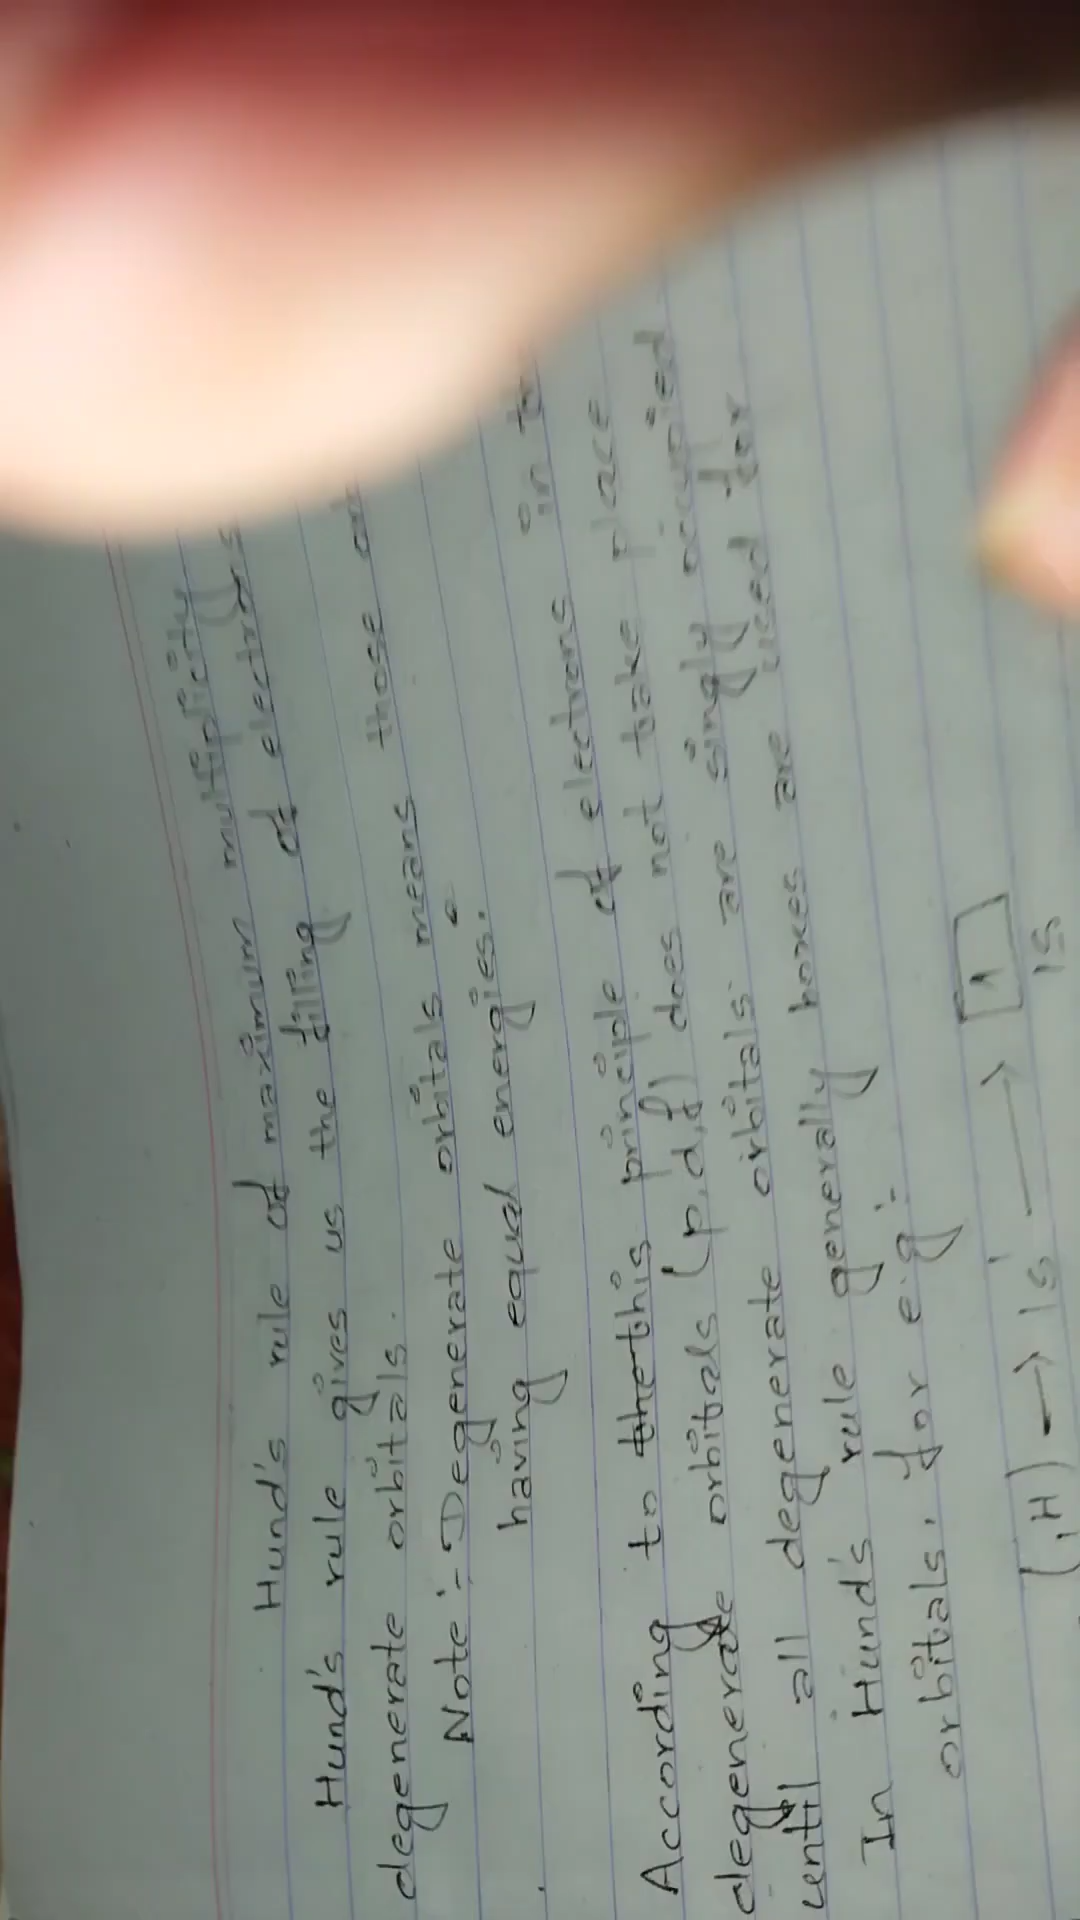 Hund's rule of maximum multiplicity
Hund's rule gives us the filling of electrons
degenerate orbitals.
Note :- Degenerate orbitals means those
having equal energies.
According to the this principle of electrons in
degenerate orbitals (p,d,f) does not take place
until all degenerate orbitals are singly occupied
In Hund's rule generally boxes are used for
orbitals. for e.g :-
(₁H) → 1s¹ → 1
1S